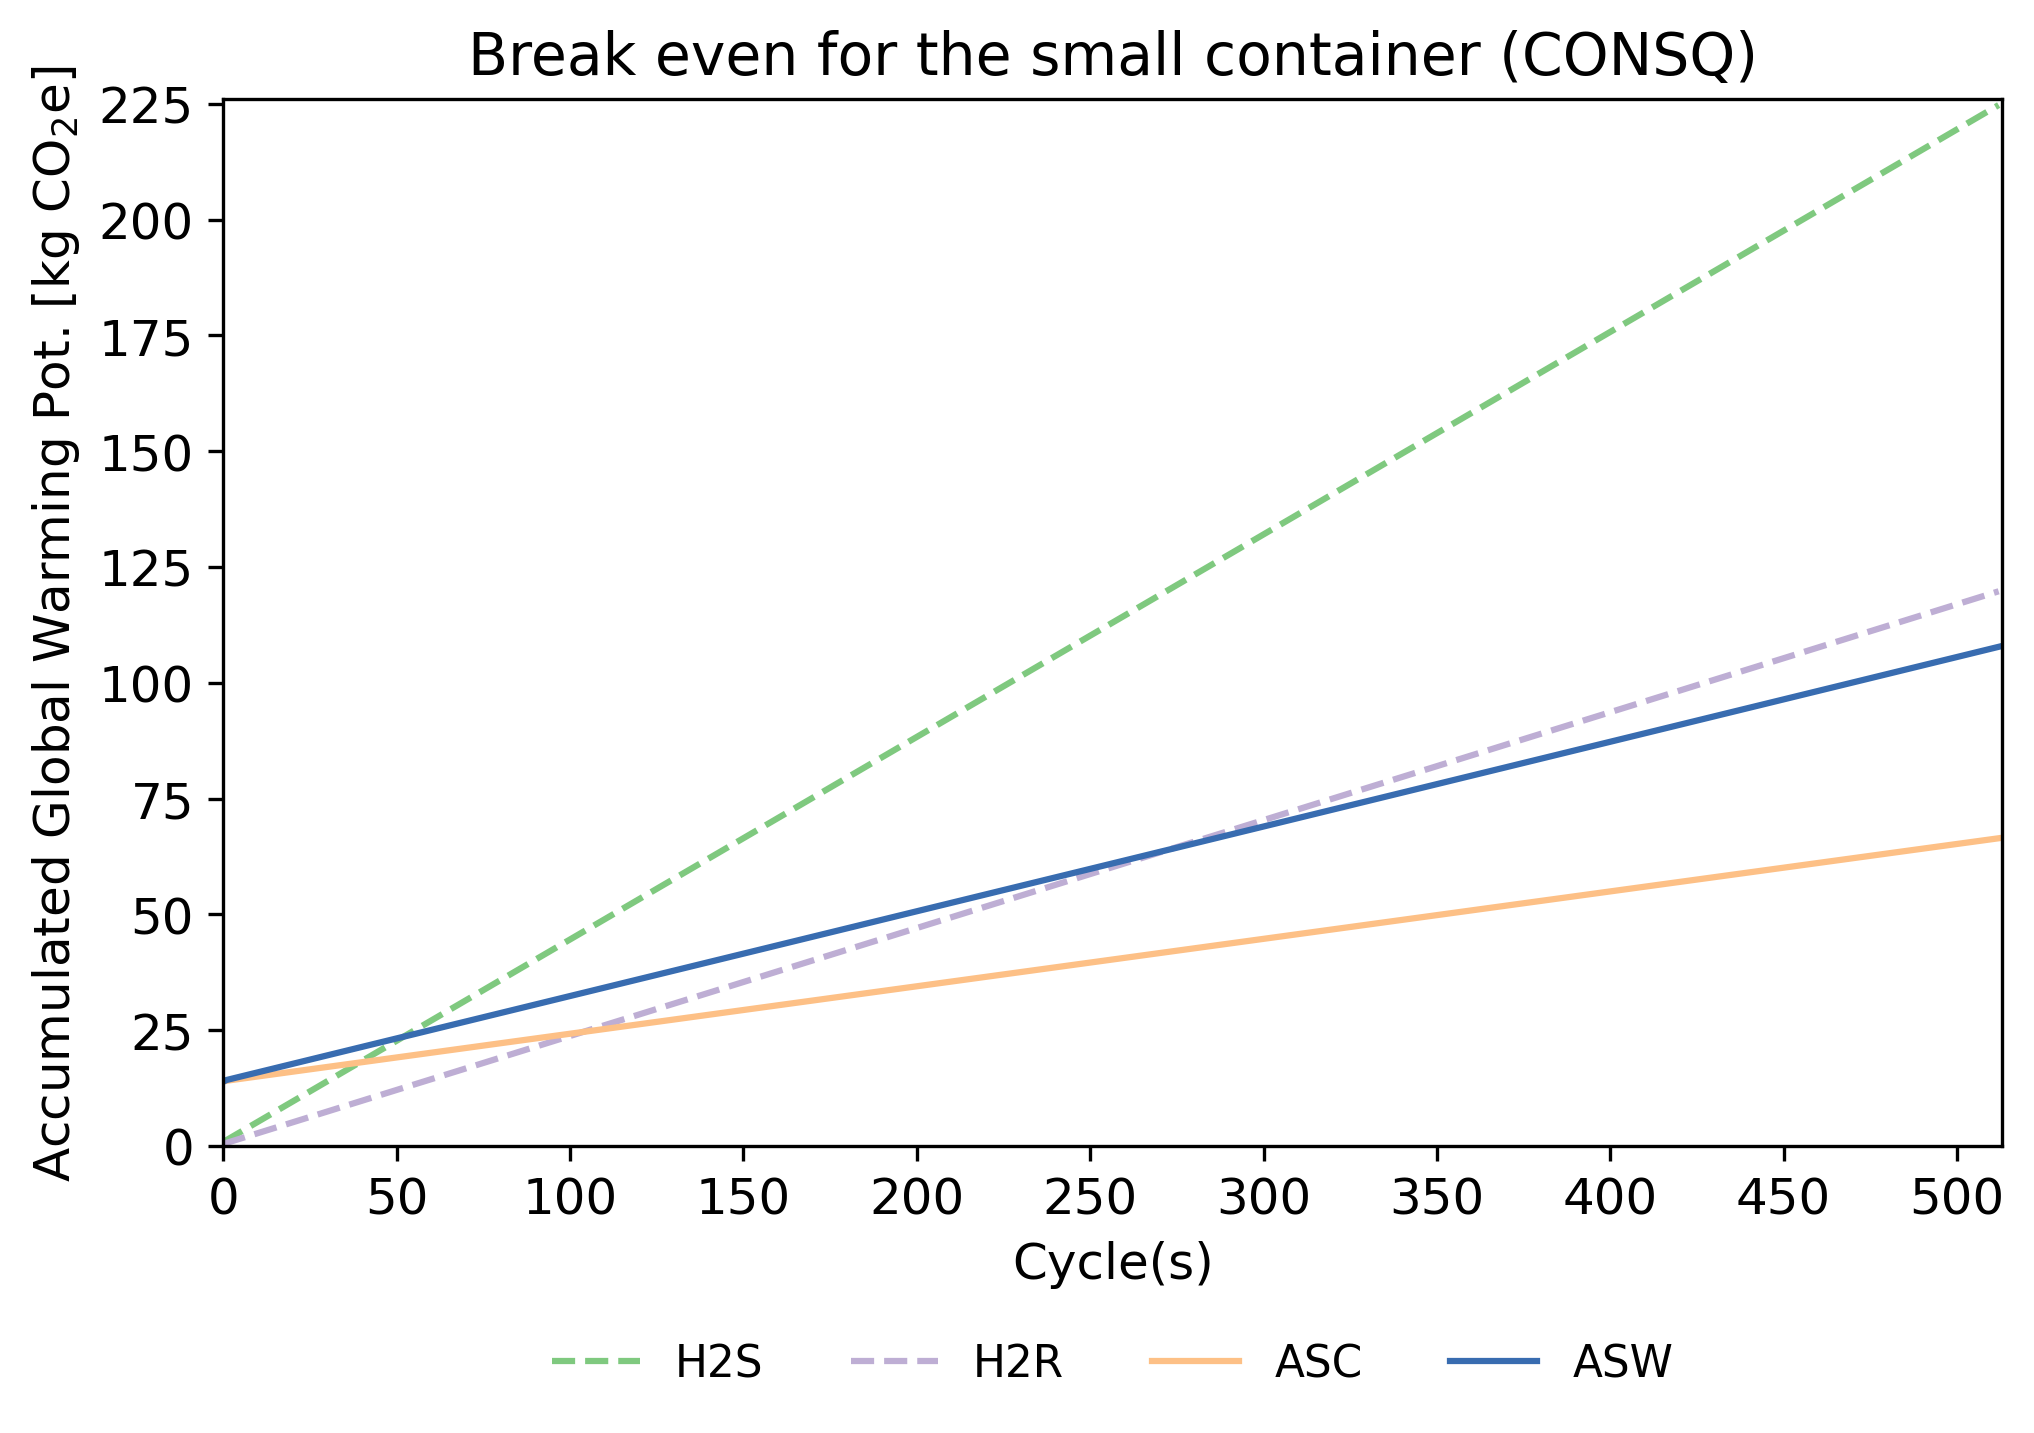 Break even for the small container (CONSQ)
Accumulated Global Warming Pot. [kg CO₂e]
225
200
175
150
125
100
75
50
25
0
0 50 100 150 200 250 300 350 400 450 500
Cycle(s)
H2S H2R ASC ASW